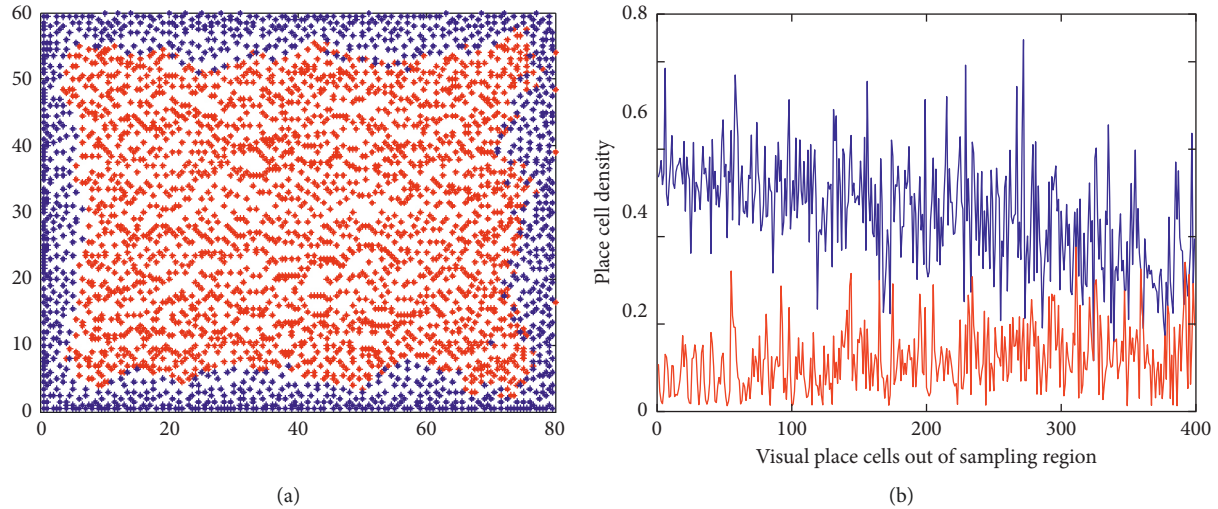 60
50
40
30
20
10
0
0 20 40 60 80
(a)
0.8
0.6
0.4
0.2
0
Place cell density
0 100 200 300 400
Visual place cells out of sampling region
(b)